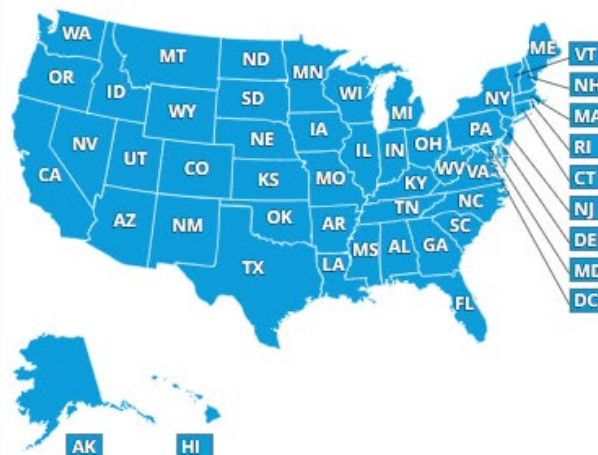 WA
MT
ND
MN
ME
VT
OR
ID
SD
WI
NH
WY
MI
NY
MA
NV
NE
IA
PA
RI
UT
CO
IL
IN
OH
CA
KS
MO
WV
VA
CT
KY
NJ
AZ
NM
OK
AR
TN
NC
DE
SC
MD
TX
LA
MS
AL
GA
DC
FL
AK
HI